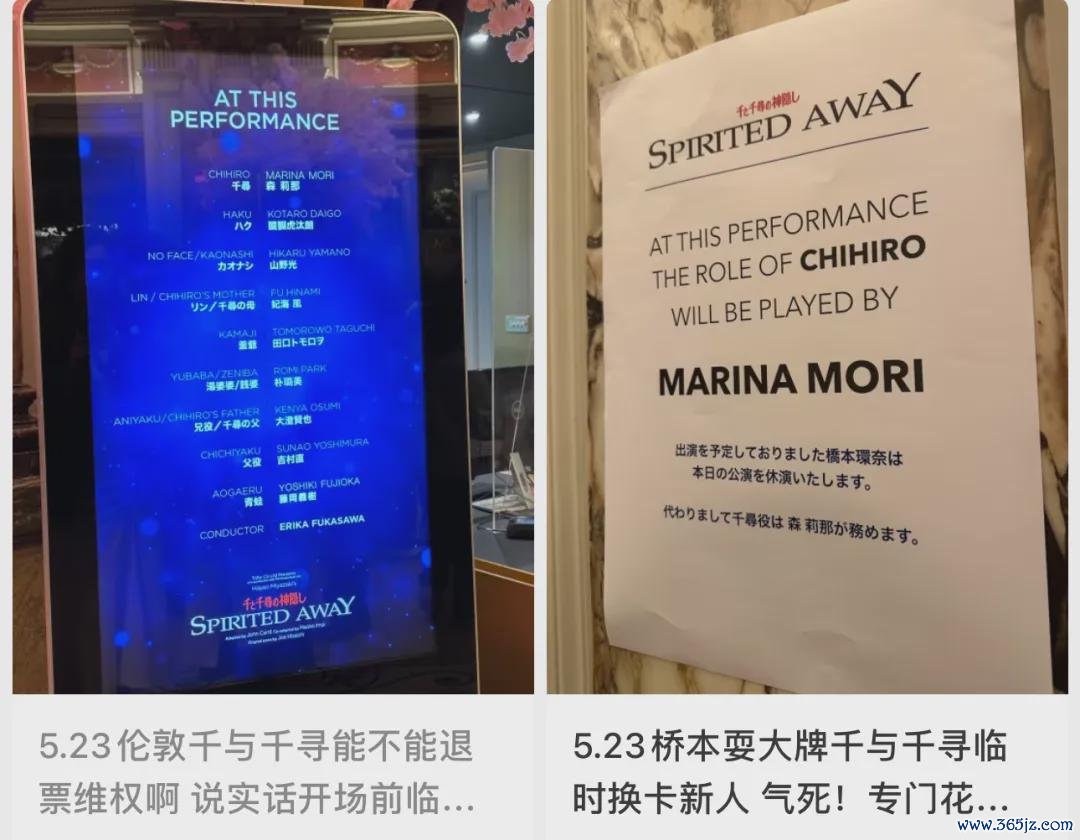 AT THIS
PERFORMANCE
CHIHIRO MARINA MORI
千尋 森 莉那
HAKU KOTARO DAIGO
ハク 醍醐虎汰朗
NO FACE/KAONASHI HIKARU YAMANO
カオナシ 山野光
LIN / CHIHIRO'S MOTHER FU HINAMI
リン／千尋の母 妃海 風
KAMAJI TOMOROWO TAGUCHI
釜爺 田口トモロヲ
YUBABA/ZENIBA ROMI PARK
湯婆婆/銭婆 朴璐美
ANIYAKU/CHIHIRO'S FATHER KENYA OSUMI
兄役／千尋の父 大澄賢也
CHICHIYAKU SUNAO YOSHIMURA
父役 吉村直
AOGAERU YOSHIKI FUJIOKA
青蛙 藤岡義樹
CONDUCTOR ERIKA FUKASAWA
Hayao Miyazaki's
千と千尋の神隠し
SPIRITED AWAY
千と千尋の神隠し
SPIRITED AWAY
AT THIS PERFORMANCE
THE ROLE OF CHIHIRO
WILL BE PLAYED BY
MARINA MORI
出演を予定しておりました橋本環奈は
本日の公演を休演いたします。
代わりまして千尋役は 森 莉那が務めます。
5.23伦敦千与千寻能不能退
票维权啊 说实话开场前临...
5.23桥本耍大牌千与千寻临
时换卡新人 气死！专门花...
www.365jz.com